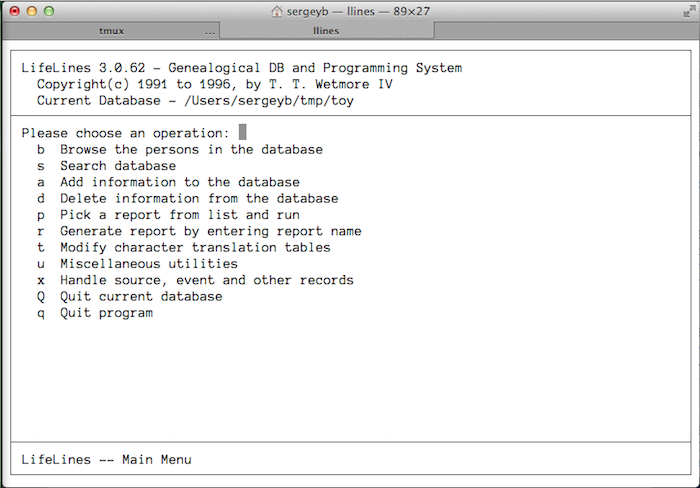 sergeyb — llines — 89×27
tmux ... llines
LifeLines 3.0.62 - Genealogical DB and Programming System
Copyright(c) 1991 to 1996, by T. T. Wetmore IV
Current Database - /Users/sergeyb/tmp/toy
Please choose an operation:
b Browse the persons in the database
s Search database
a Add information to the database
d Delete information from the database
p Pick a report from list and run
r Generate report by entering report name
t Modify character translation tables
u Miscellaneous utilities
x Handle source, event and other records
Q Quit current database
q Quit program
LifeLines -- Main Menu